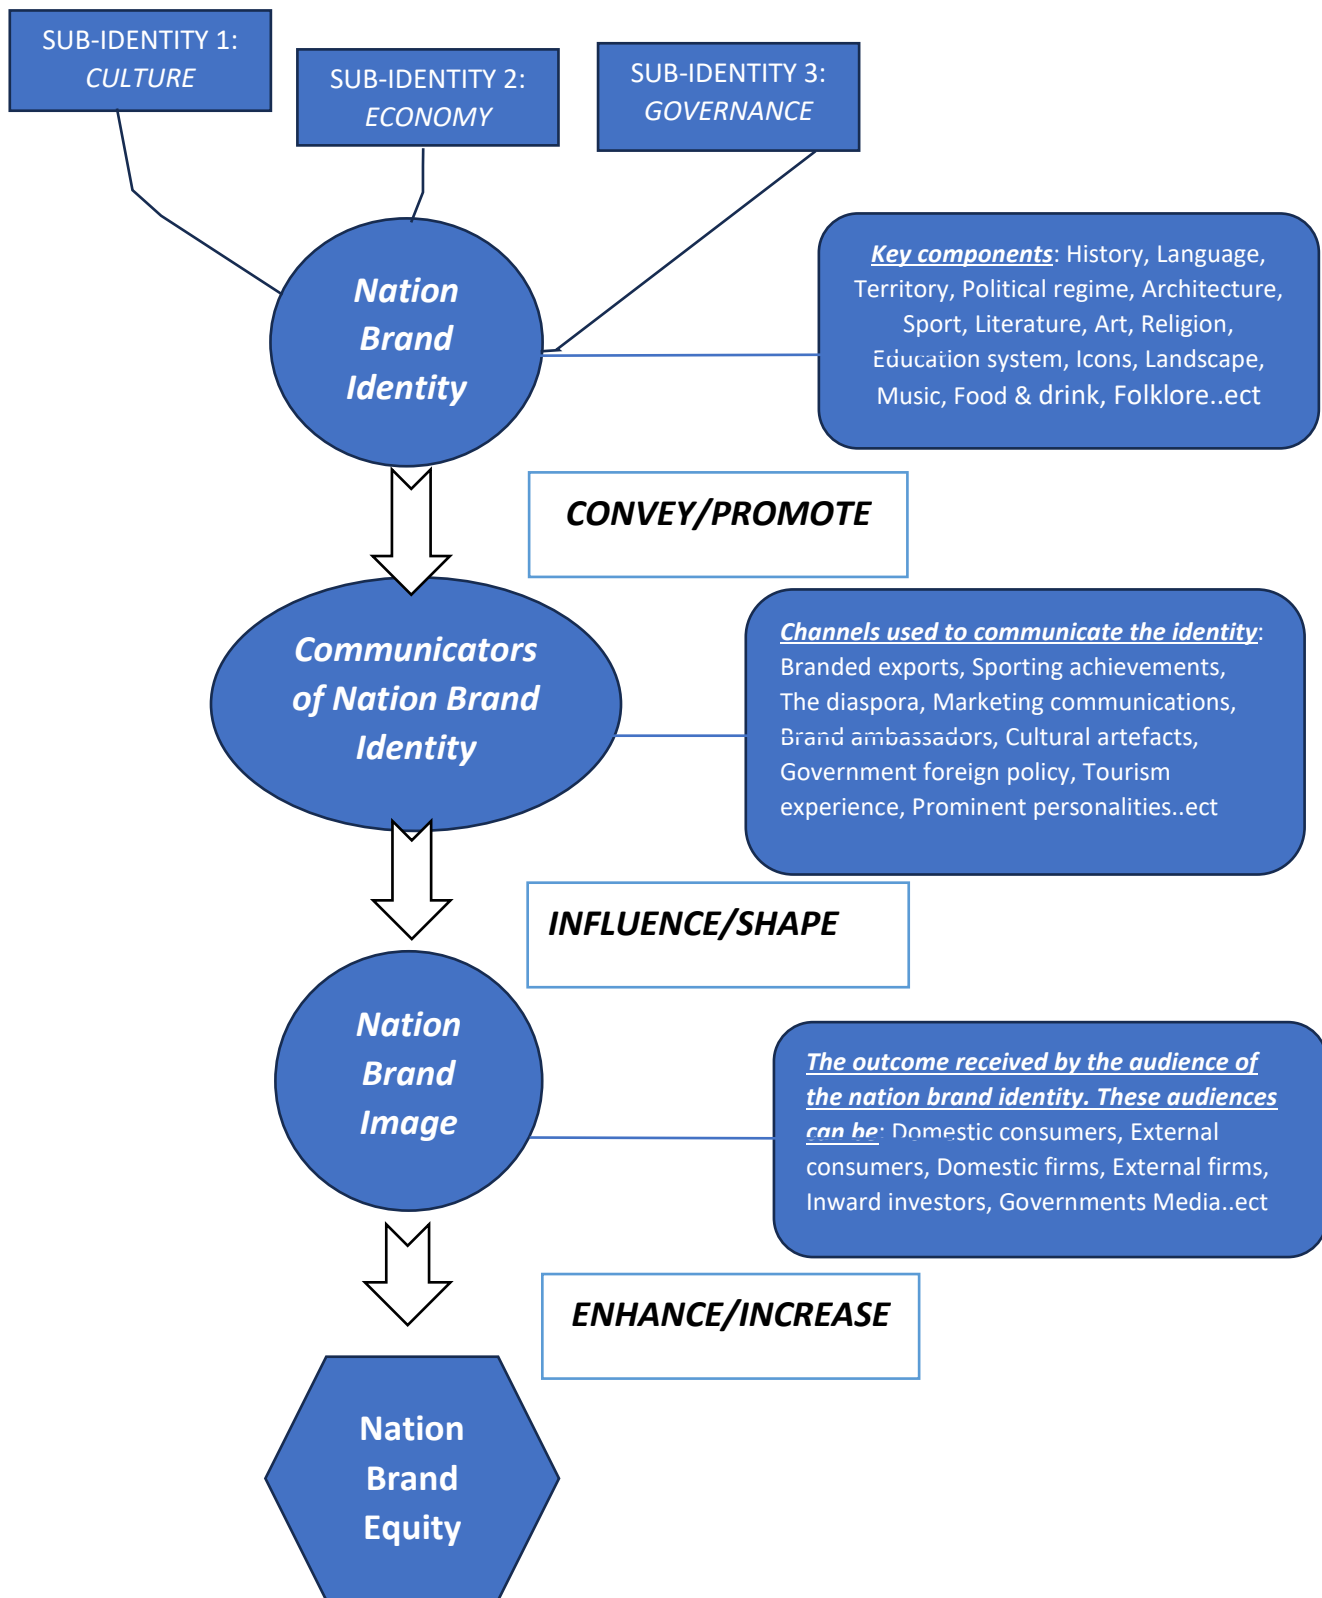 SUB-IDENTITY 1:
CULTURE
SUB-IDENTITY 2:
ECONOMY
SUB-IDENTITY 3:
GOVERNANCE
Nation
Brand
Identity
Key components: History, Language,
Territory, Political regime, Architecture,
Sport, Literature, Art, Religion,
Education system, Icons, Landscape,
Music, Food & drink, Folklore..ect
CONVEY/PROMOTE
Communicators
of Nation Brand
Identity
Channels used to communicate the identity:
Branded exports, Sporting achievements,
The diaspora, Marketing communications,
Brand ambassadors, Cultural artefacts,
Government foreign policy, Tourism
experience, Prominent personalities..ect
INFLUENCE/SHAPE
Nation
Brand
Image
The outcome received by the audience of
the nation brand identity. These audiences
can be: Domestic consumers, External
consumers, Domestic firms, External firms,
Inward investors, Governments Media..ect
ENHANCE/INCREASE
Nation
Brand
Equity